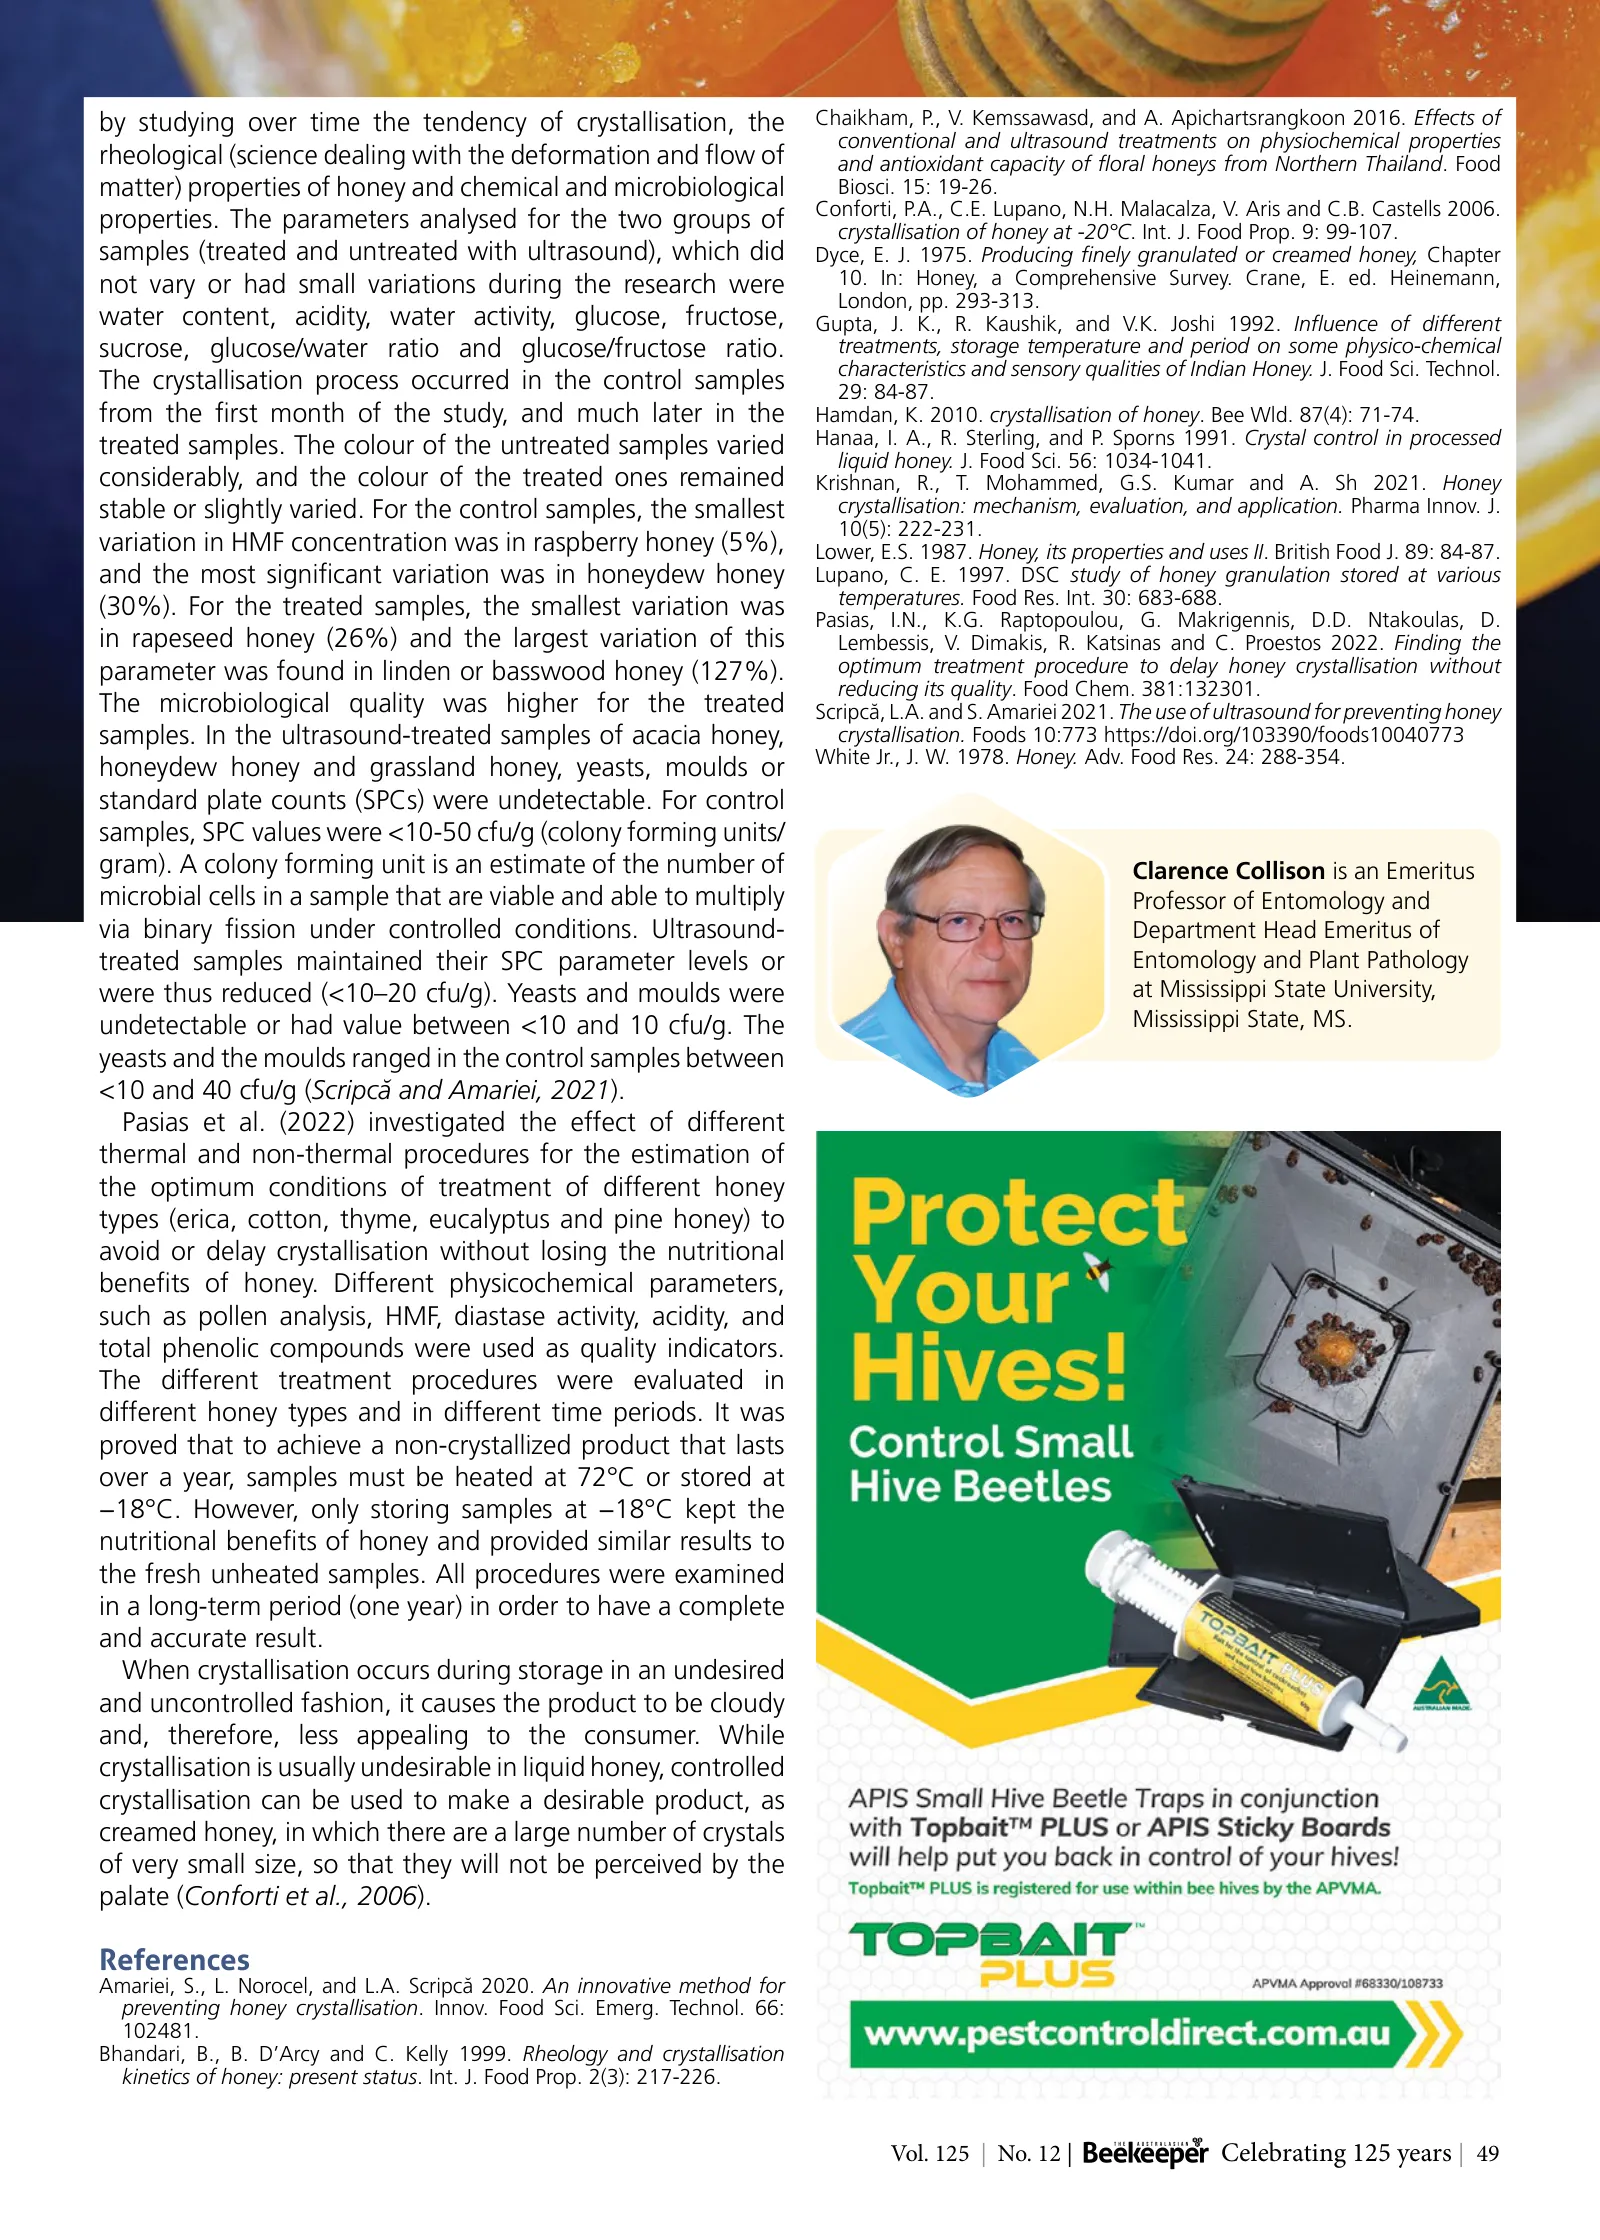 by studying over time the tendency of crystallisation, the
rheological (science dealing with the deformation and flow of
matter) properties of honey and chemical and microbiological
properties. The parameters analysed for the two groups of
samples (treated and untreated with ultrasound), which did
not vary or had small variations during the research were
water content, acidity, water activity, glucose, fructose,
sucrose, glucose/water ratio and glucose/fructose ratio.
The crystallisation process occurred in the control samples
from the first month of the study, and much later in the
treated samples. The colour of the untreated samples varied
considerably, and the colour of the treated ones remained
stable or slightly varied. For the control samples, the smallest
variation in HMF concentration was in raspberry honey (5%),
and the most significant variation was in honeydew honey
(30%). For the treated samples, the smallest variation was
in rapeseed honey (26%) and the largest variation of this
parameter was found in linden or basswood honey (127%).
The microbiological quality was higher for the treated
samples. In the ultrasound-treated samples of acacia honey,
honeydew honey and grassland honey, yeasts, moulds or
standard plate counts (SPCs) were undetectable. For control
samples, SPC values were <10-50 cfu/g (colony forming units/
gram). A colony forming unit is an estimate of the number of
microbial cells in a sample that are viable and able to multiply
via binary fission under controlled conditions. Ultrasound-
treated samples maintained their SPC parameter levels or
were thus reduced (<10–20 cfu/g). Yeasts and moulds were
undetectable or had value between <10 and 10 cfu/g. The
yeasts and the moulds ranged in the control samples between
<10 and 40 cfu/g (Scripcă and Amariei, 2021).
Pasias et al. (2022) investigated the effect of different
thermal and non-thermal procedures for the estimation of
the optimum conditions of treatment of different honey
types (erica, cotton, thyme, eucalyptus and pine honey) to
avoid or delay crystallisation without losing the nutritional
benefits of honey. Different physicochemical parameters,
such as pollen analysis, HMF, diastase activity, acidity, and
total phenolic compounds were used as quality indicators.
The different treatment procedures were evaluated in
different honey types and in different time periods. It was
proved that to achieve a non-crystallized product that lasts
over a year, samples must be heated at 72°C or stored at
−18°C. However, only storing samples at −18°C kept the
nutritional benefits of honey and provided similar results to
the fresh unheated samples. All procedures were examined
in a long-term period (one year) in order to have a complete
and accurate result.
When crystallisation occurs during storage in an undesired
and uncontrolled fashion, it causes the product to be cloudy
and, therefore, less appealing to the consumer. While
crystallisation is usually undesirable in liquid honey, controlled
crystallisation can be used to make a desirable product, as
creamed honey, in which there are a large number of crystals
of very small size, so that they will not be perceived by the
palate (Conforti et al., 2006).
References
Amariei, S., L. Norocel, and L.A. Scripcă 2020. An innovative method for
preventing honey crystallisation. Innov. Food Sci. Emerg. Technol. 66:
102481.
Bhandari, B., B. D’Arcy and C. Kelly 1999. Rheology and crystallisation
kinetics of honey: present status. Int. J. Food Prop. 2(3): 217-226.
Chaikham, P., V. Kemssawasd, and A. Apichartsrangkoon 2016. Effects of
conventional and ultrasound treatments on physiochemical properties
and antioxidant capacity of floral honeys from Northern Thailand. Food
Biosci. 15: 19-26.
Conforti, P.A., C.E. Lupano, N.H. Malacalza, V. Aris and C.B. Castells 2006.
crystallisation of honey at -20°C. Int. J. Food Prop. 9: 99-107.
Dyce, E. J. 1975. Producing finely granulated or creamed honey, Chapter
10. In: Honey, a Comprehensive Survey. Crane, E. ed. Heinemann,
London, pp. 293-313.
Gupta, J. K., R. Kaushik, and V.K. Joshi 1992. Influence of different
treatments, storage temperature and period on some physico-chemical
characteristics and sensory qualities of Indian Honey. J. Food Sci. Technol.
29: 84-87.
Hamdan, K. 2010. crystallisation of honey. Bee Wld. 87(4): 71-74.
Hanaa, I. A., R. Sterling, and P. Sporns 1991. Crystal control in processed
liquid honey. J. Food Sci. 56: 1034-1041.
Krishnan, R., T. Mohammed, G.S. Kumar and A. Sh 2021. Honey
crystallisation: mechanism, evaluation, and application. Pharma Innov. J.
10(5): 222-231.
Lower, E.S. 1987. Honey, its properties and uses II. British Food J. 89: 84-87.
Lupano, C. E. 1997. DSC study of honey granulation stored at various
temperatures. Food Res. Int. 30: 683-688.
Pasias, I.N., K.G. Raptopoulou, G. Makrigennis, D.D. Ntakoulas, D.
Lembessis, V. Dimakis, R. Katsinas and C. Proestos 2022. Finding the
optimum treatment procedure to delay honey crystallisation without
reducing its quality. Food Chem. 381:132301.
Scripcă, L.A. and S. Amariei 2021. The use of ultrasound for preventing honey
crystallisation. Foods 10:773 https://doi.org/103390/foods10040773
White Jr., J. W. 1978. Honey. Adv. Food Res. 24: 288-354.
Clarence Collison is an Emeritus
Professor of Entomology and
Department Head Emeritus of
Entomology and Plant Pathology
at Mississippi State University,
Mississippi State, MS.
Protect
Your
Hives!
Control Small
Hive Beetles
TOPBAIT PLUS
AUSTRALIAN MADE
APIS Small Hive Beetle Traps in conjunction
with Topbait™ PLUS or APIS Sticky Boards
will help put you back in control of your hives!
Topbait™ PLUS is registered for use within bee hives by the APVMA.
TOPBAIT™
PLUS
APVMA Approval #68330/108733
www.pestcontroldirect.com.au
Vol. 125 | No. 12 | THE AUSTRALASIAN Beekeeper Celebrating 125 years | 49